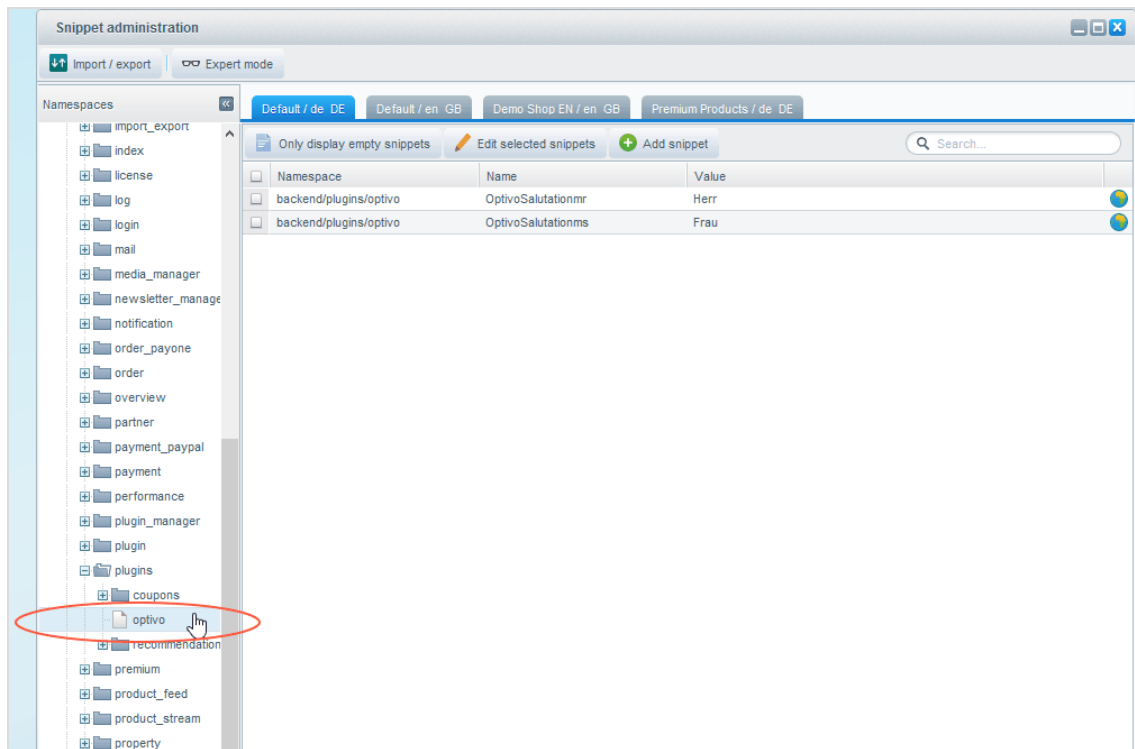 Snippet administration
Import / export
Expert mode
Namespaces
Default / de_DE
Default / en_GB
Demo Shop EN / en_GB
Premium Products / de_DE
Only display empty snippets
Edit selected snippets
Add snippet
Search...
Namespace Name Value
backend/plugins/optivo OptivoSalutationmr Herr
backend/plugins/optivo OptivoSalutationms Frau
import_export
index
license
log
login
mail
media_manager
newsletter_manage
notification
order_payone
order
overview
partner
payment_paypal
payment
performance
plugin_manager
plugin
plugins
coupons
optivo
recommendation
premium
product_feed
product_stream
property